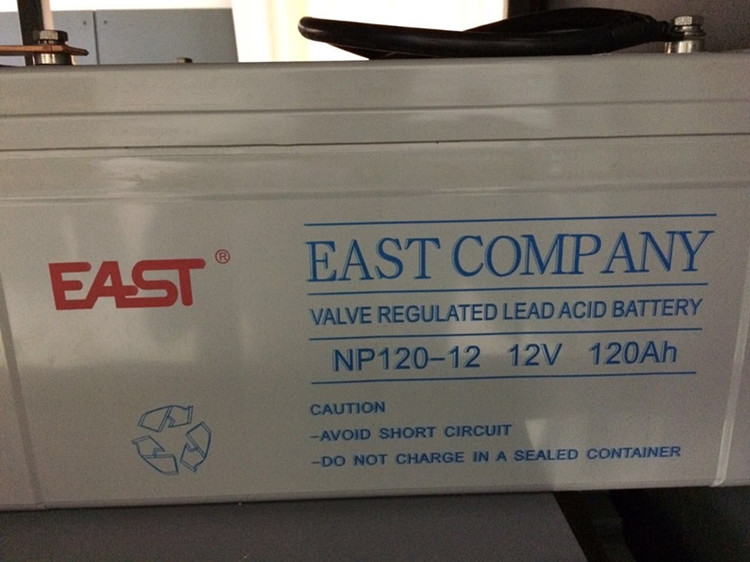 EAST®
EAST COMPANY
VALVE REGULATED LEAD ACID BATTERY
NP120-12 12V 120Ah
CAUTION
-AVOID SHORT CIRCUIT
-DO NOT CHARGE IN A SEALED CONTAINER